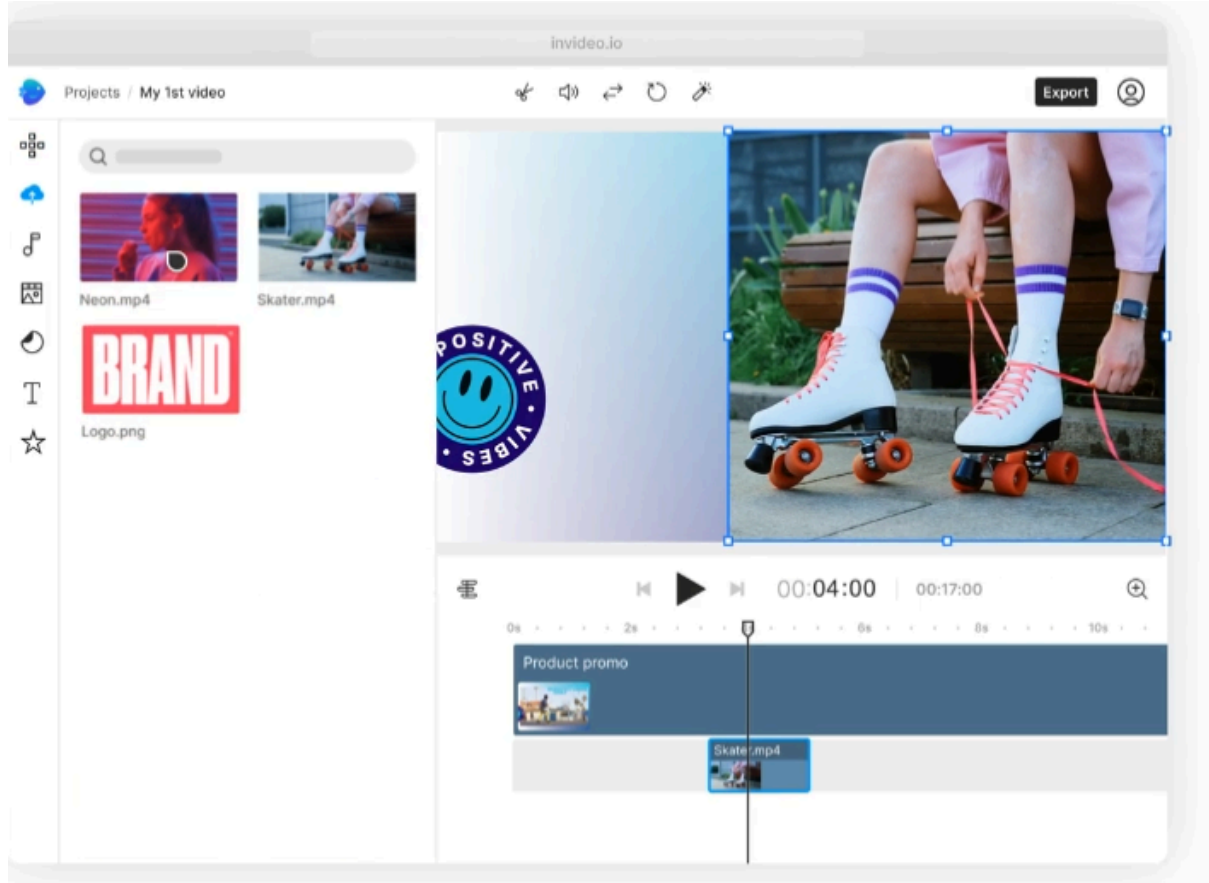 invideo.io
Projects / My 1st video
Export
Neon.mp4
Skater.mp4
BRAND
Logo.png
POSITIVE VIBES
00:04:00
00:17:00
0s 2s 6s 8s 10s
Product promo
Skater.mp4